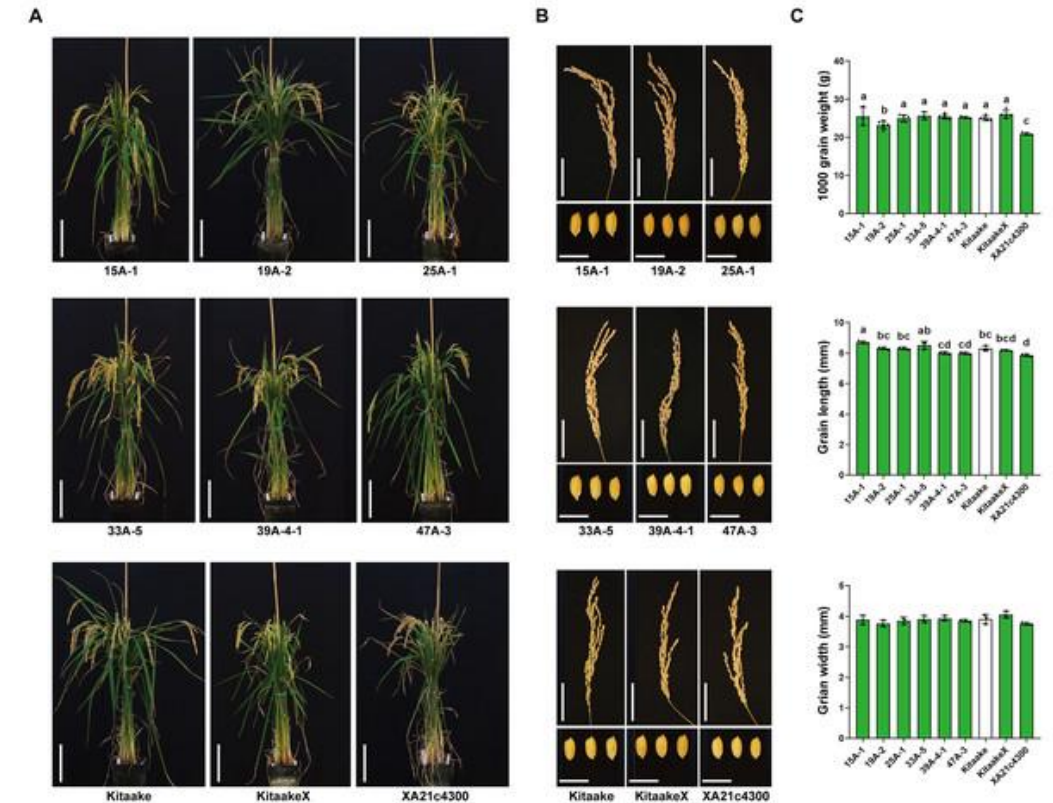 A
B
C
15A-1
19A-2
25A-1
33A-5
39A-4-1
47A-3
Kitaake
KitaakeX
XA21c4300
15A-1
19A-2
25A-1
33A-5
39A-4-1
47A-3
Kitaake
KitaakeX
XA21c4300
1000 grain weight (g)
40
30
20
10
0
a
b
a
a
a
a
a
a
c
15A-1
19A-2
25A-1
33A-5
39A-4-1
47A-3
Kitaake
KitaakeX
XA21c4300
Grain length (mm)
10
8
6
4
2
0
a
bc
bc
ab
cd
cd
bc
bcd
d
15A-1
19A-2
25A-1
33A-5
39A-4-1
47A-3
Kitaake
KitaakeX
XA21c4300
Grian width (mm)
5
4
3
2
1
0
15A-1
19A-2
25A-1
33A-5
39A-4-1
47A-3
Kitaake
KitaakeX
XA21c4300